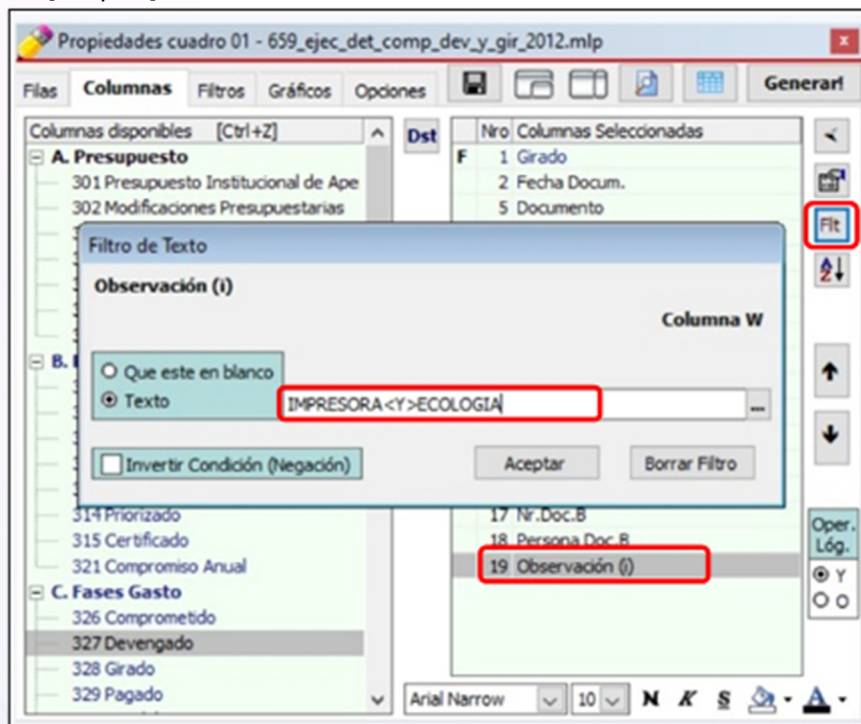 Propiedades cuadro 01 - 659_ejec_det_comp_dev_y_gir_2012.mlp x
Filas Columnas Filtros Gráficos Opciones Generar!
Columnas disponibles [Ctrl+Z]
A. Presupuesto
301 Presupuesto Institucional de Ape
302 Modificaciones Presupuestarias
Dst
Nro Columnas Seleccionadas
F 1 Girado
2 Fecha Docum.
5 Documento
Flt
Filtro de Texto
Observación (i)
Columna W
Que este en blanco
Texto IMPRESORA<Y>ECOLOGIA ...
Invertir Condición (Negación) Aceptar Borrar Filtro
B.
314 Priorizado
315 Certificado
321 Compromiso Anual
C. Fases Gasto
326 Comprometido
327 Devengado
328 Girado
329 Pagado
17 Nr.Doc.B
18 Persona Doc.B
19 Observación (i)
Oper.
Lóg.
Y
O
Arial Narrow 10 N K S A